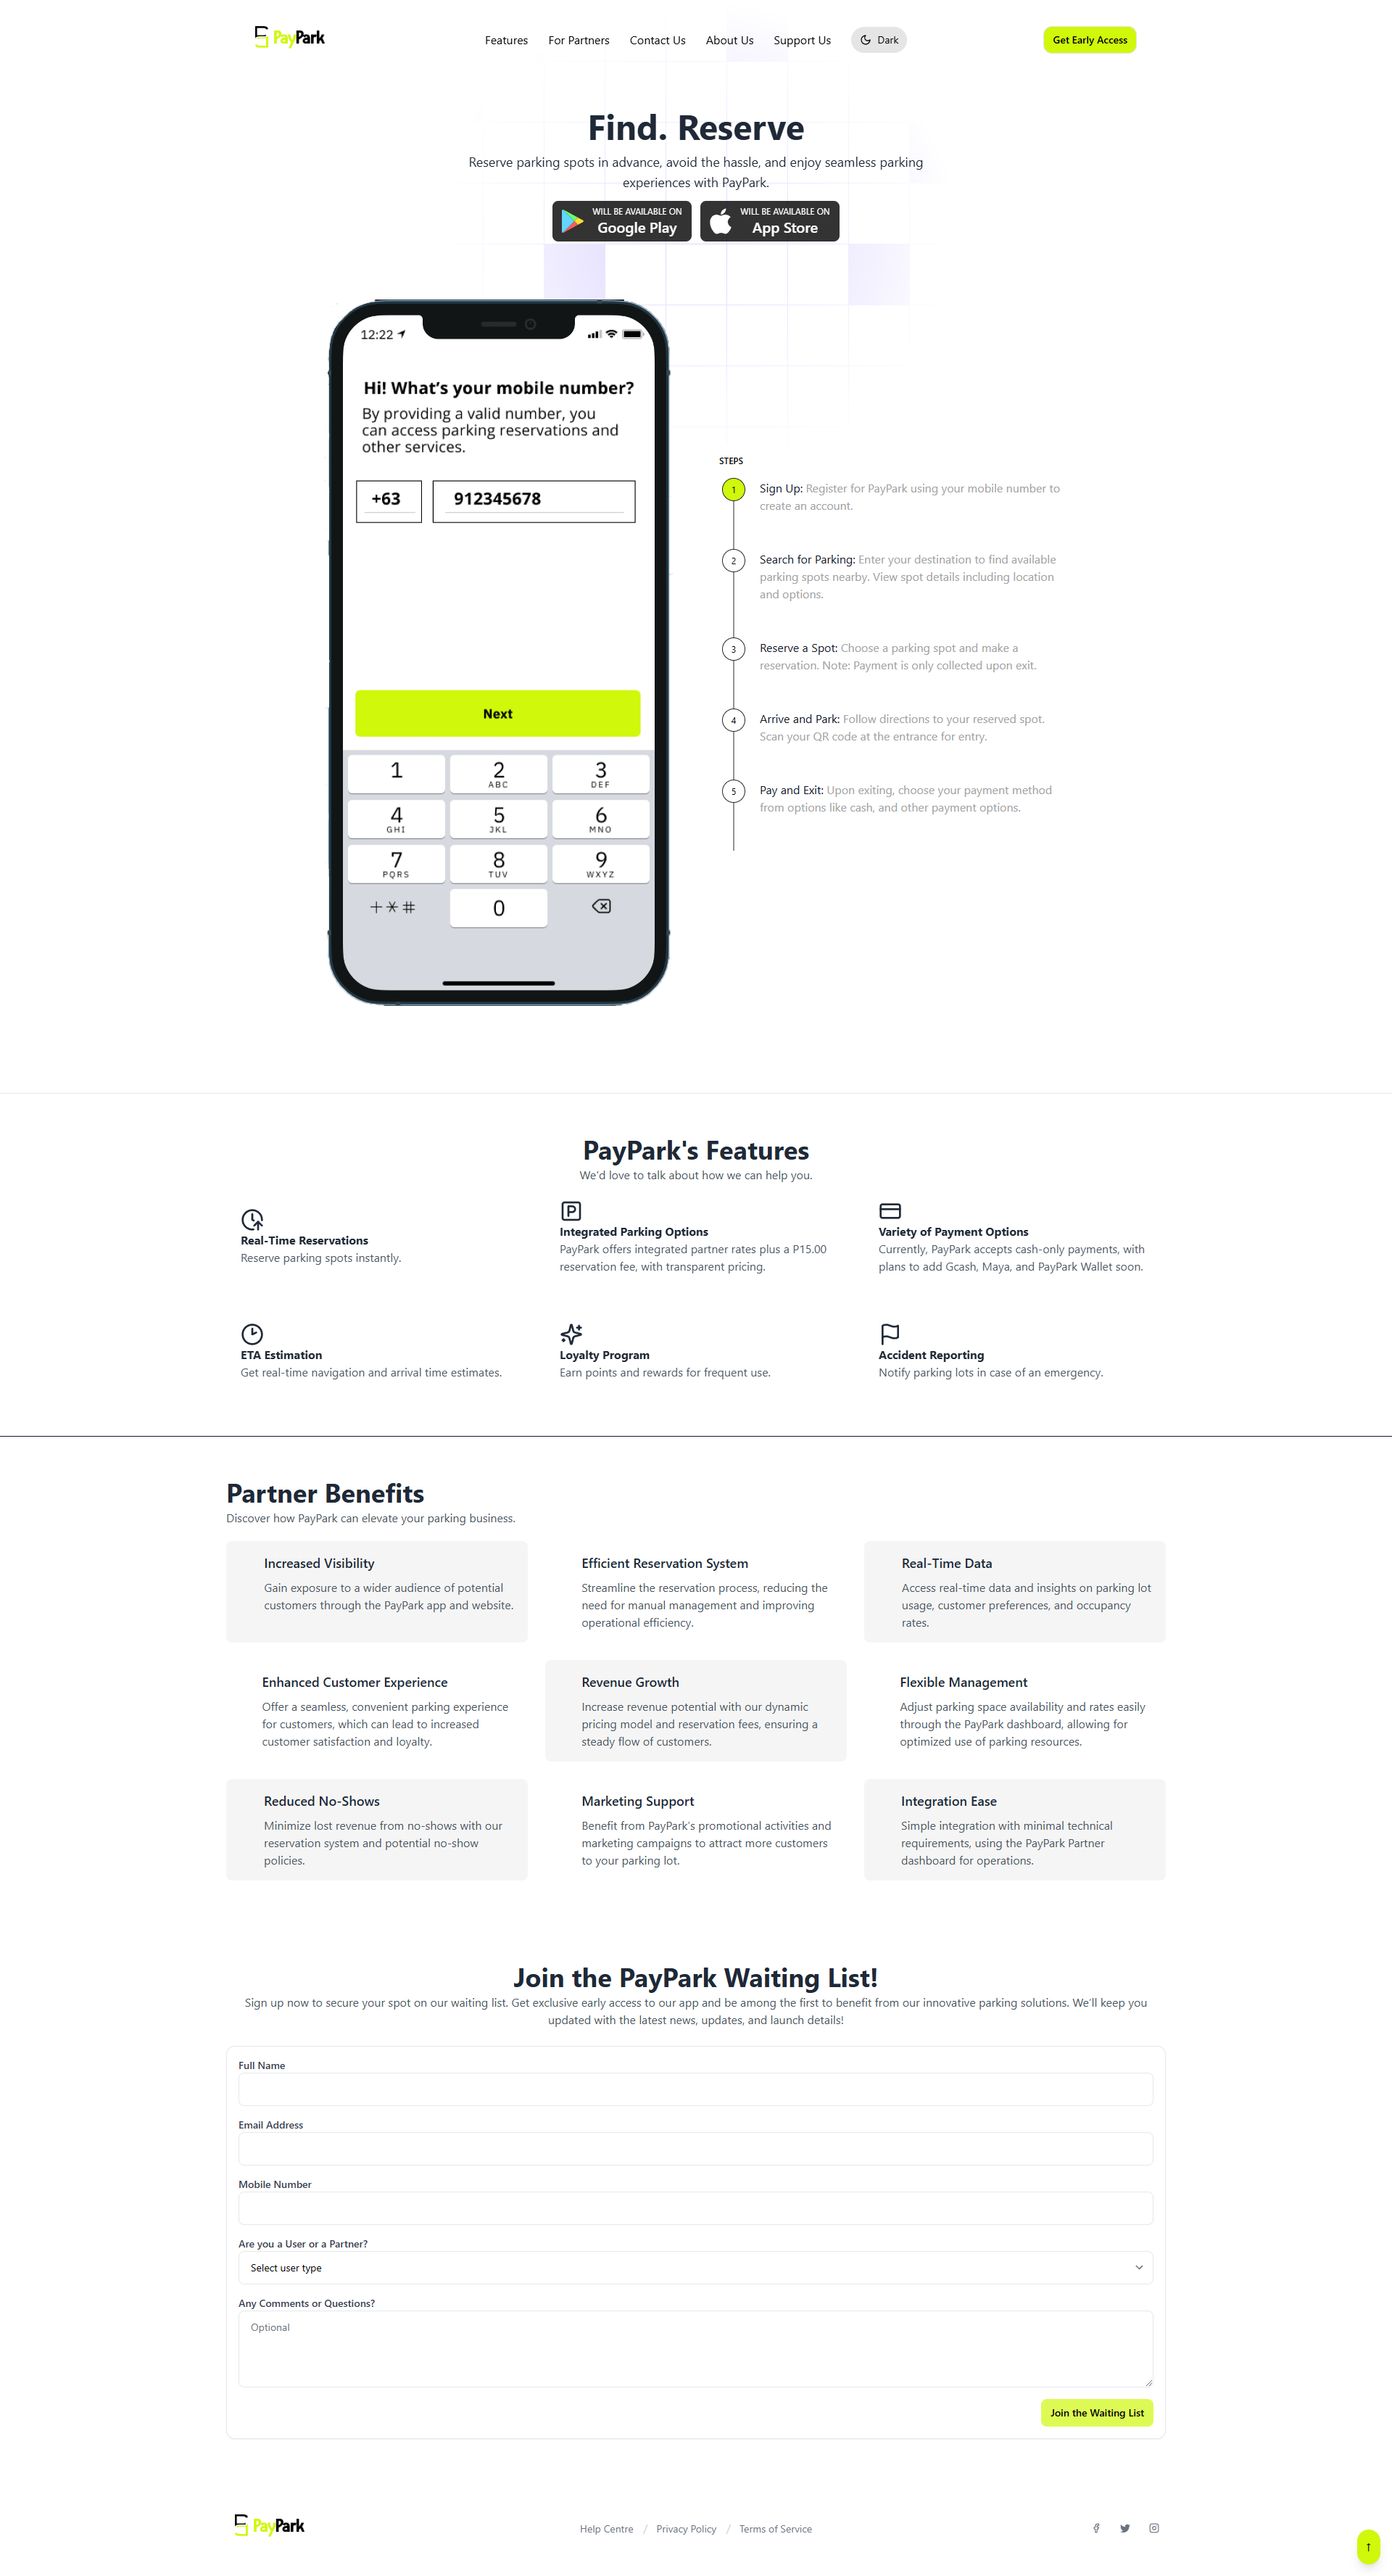 PayPark
Features
For Partners
Contact Us
About Us
Support Us
Dark
Get Early Access
Find. Reserve
Reserve parking spots in advance, avoid the hassle, and enjoy seamless parking
experiences with PayPark.
WILL BE AVAILABLE ON
Google Play
WILL BE AVAILABLE ON
App Store
12:22
Hi! What's your mobile number?
By providing a valid number, you
can access parking reservations and
other services.
+63
912345678
Next
1
2
ABC
3
DEF
4
GHI
5
JKL
6
MNO
7
PQRS
8
TUV
9
WXYZ
+*#
0
STEPS
1
Sign Up: Register for PayPark using your mobile number to
create an account.
2
Search for Parking: Enter your destination to find available
parking spots nearby. View spot details including location
and options.
3
Reserve a Spot: Choose a parking spot and make a
reservation. Note: Payment is only collected upon exit.
4
Arrive and Park: Follow directions to your reserved spot.
Scan your QR code at the entrance for entry.
5
Pay and Exit: Upon exiting, choose your payment method
from options like cash, and other payment options.
PayPark's Features
We'd love to talk about how we can help you.
Real-Time Reservations
Reserve parking spots instantly.
P
Integrated Parking Options
PayPark offers integrated partner rates plus a P15.00
reservation fee, with transparent pricing.
Variety of Payment Options
Currently, PayPark accepts cash-only payments, with
plans to add Gcash, Maya, and PayPark Wallet soon.
ETA Estimation
Get real-time navigation and arrival time estimates.
Loyalty Program
Earn points and rewards for frequent use.
Accident Reporting
Notify parking lots in case of an emergency.
Partner Benefits
Discover how PayPark can elevate your parking business.
Increased Visibility
Gain exposure to a wider audience of potential
customers through the PayPark app and website.
Efficient Reservation System
Streamline the reservation process, reducing the
need for manual management and improving
operational efficiency.
Real-Time Data
Access real-time data and insights on parking lot
usage, customer preferences, and occupancy
rates.
Enhanced Customer Experience
Offer a seamless, convenient parking experience
for customers, which can lead to increased
customer satisfaction and loyalty.
Revenue Growth
Increase revenue potential with our dynamic
pricing model and reservation fees, ensuring a
steady flow of customers.
Flexible Management
Adjust parking space availability and rates easily
through the PayPark dashboard, allowing for
optimized use of parking resources.
Reduced No-Shows
Minimize lost revenue from no-shows with our
reservation system and potential no-show
policies.
Marketing Support
Benefit from PayPark's promotional activities and
marketing campaigns to attract more customers
to your parking lot.
Integration Ease
Simple integration with minimal technical
requirements, using the PayPark Partner
dashboard for operations.
Join the PayPark Waiting List!
Sign up now to secure your spot on our waiting list. Get exclusive early access to our app and be among the first to benefit from our innovative parking solutions. We'll keep you
updated with the latest news, updates, and launch details!
Full Name
Email Address
Mobile Number
Are you a User or a Partner?
Select user type
Any Comments or Questions?
Optional
Join the Waiting List
PayPark
Help Centre / Privacy Policy / Terms of Service
↑